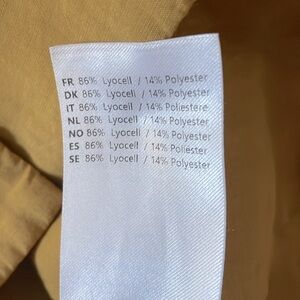 FR 86% Lyocell / 14% Polyester
DK 86% Lyocell / 14% Polyester
IT 86% Lyocell / 14% Poliestere
NL 86% Lyocell / 14% Polyester
NO 86% Lyocell / 14% Polyester
ES 86% Lyocell / 14% Poliester
SE 86% Lyocell / 14% Polyester